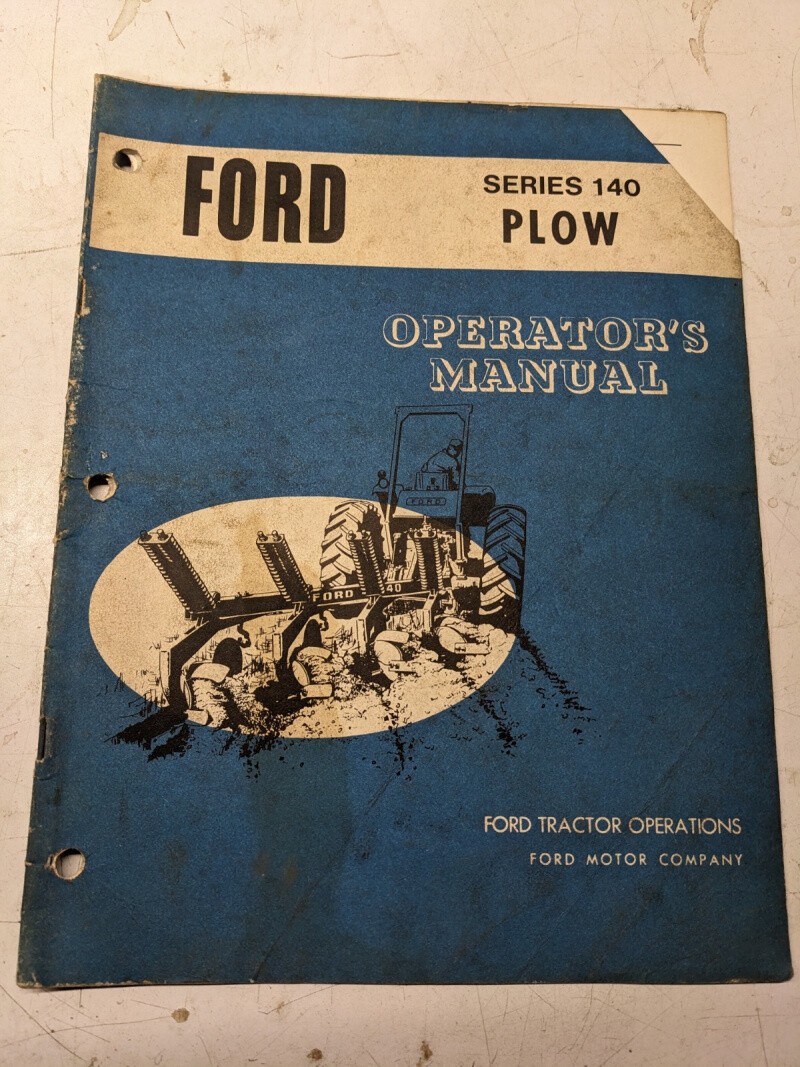 FORD
SERIES 140
PLOW
OPERATOR'S
MANUAL
FORD
FORD 140
FORD TRACTOR OPERATIONS
FORD MOTOR COMPANY